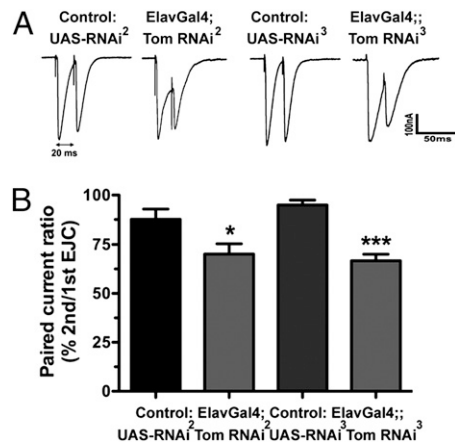 A
Control: ElavGal4; Control: ElavGal4;;
UAS-RNAi² Tom RNAi² UAS-RNAi³ Tom RNAi³
20 ms
100nA
50ms
B
Paired current ratio
(% 2nd/1st EJC)
100
75
50
25
0
*
***
Control: ElavGal4; Control: ElavGal4;;
UAS-RNAi² Tom RNAi² UAS-RNAi³ Tom RNAi³